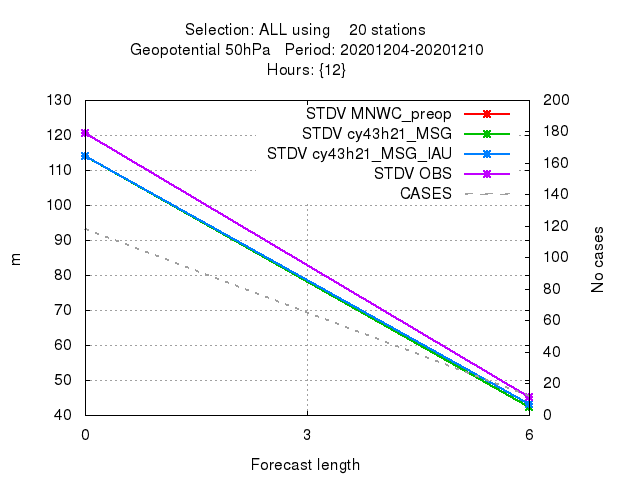 Selection: ALL using    20 stations
Geopotential 50hPa   Period: 20201204-20201210
Hours: {12}
STDV MNWC_preop
STDV cy43h21_MSG
STDV cy43h21_MSG_IAU
STDV OBS
CASES
130
120
110
100
90
80
70
60
50
40
m
200
180
160
140
120
100
80
60
40
20
0
No cases
0 3 6
Forecast length